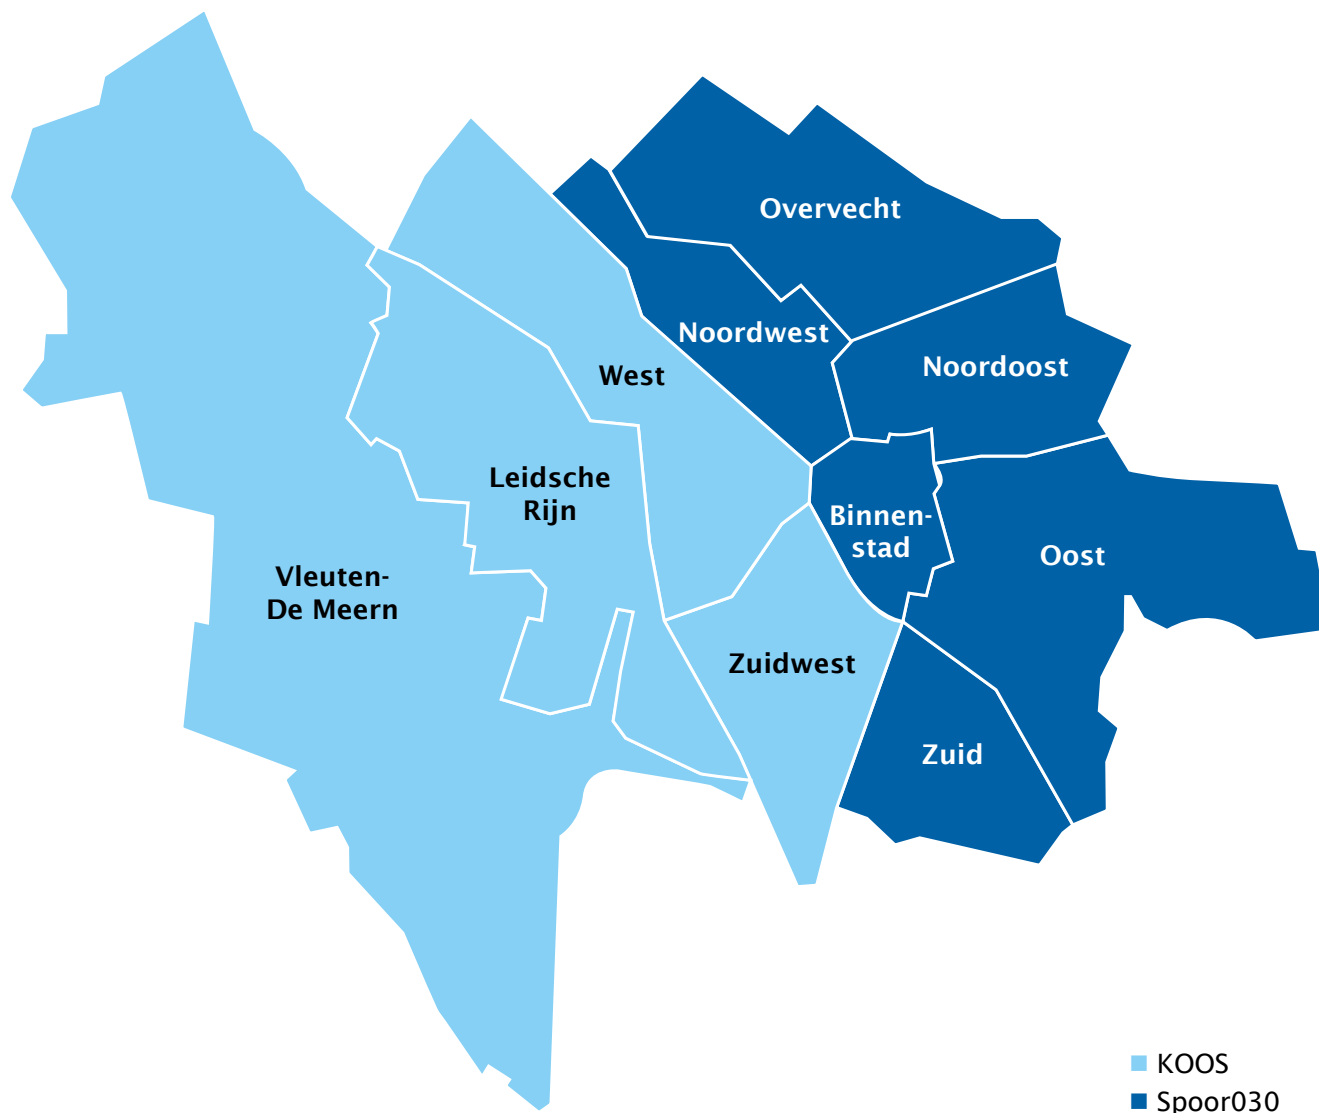 Overvecht
Noordwest
Noordoost
West
Leidsche
Rijn
Binnen-
stad
Oost
Vleuten-
De Meern
Zuidwest
Zuid
KOOS
Spoor030